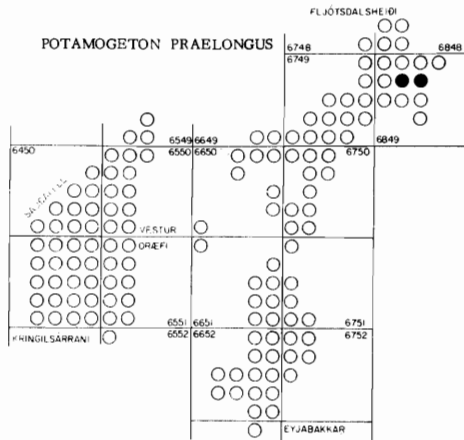 FLJÓTSDALSHEIÐI
POTAMOGETON PRAELONGUS
6748 6848
6749
6549 6649 6849
6450 6550 6650 6750
VESTUR
ÖRÆFI
6551 6651 6751
KRINGILSÁRRANI 6552 6652 6752
EYJABAKKAR